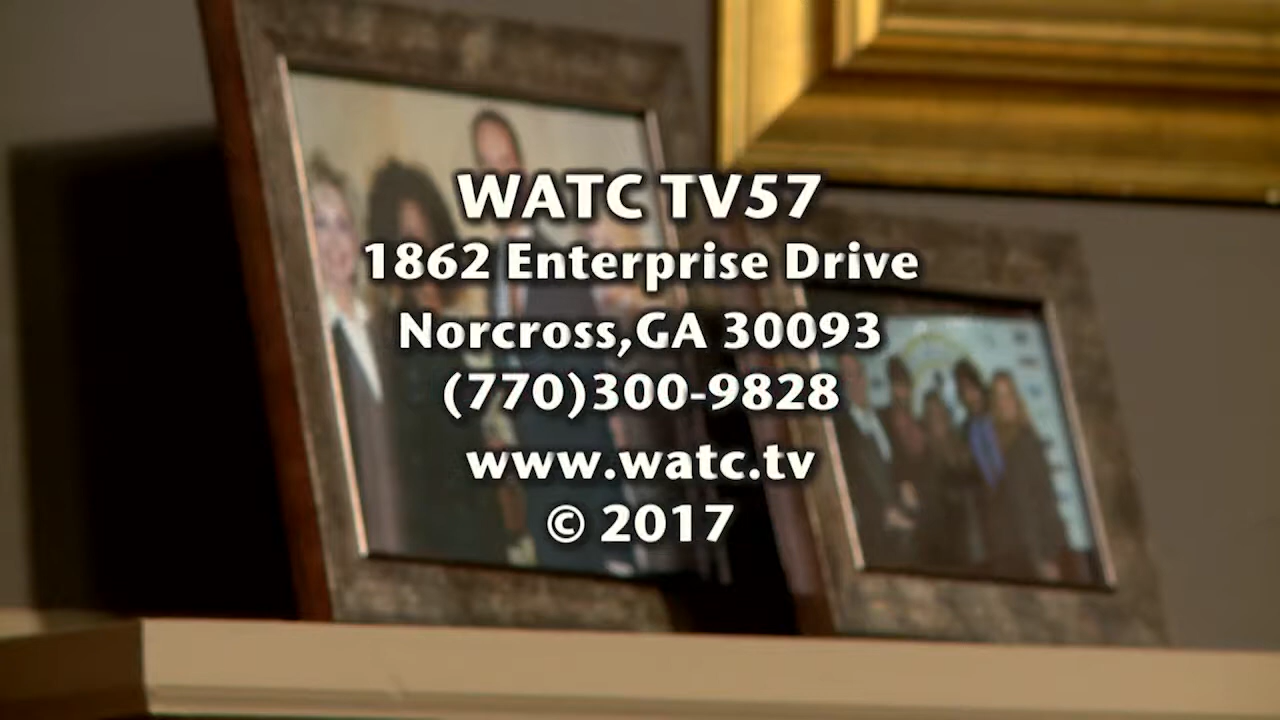 WATC TV57
1862 Enterprise Drive
Norcross,GA 30093
(770)300-9828
www.watc.tv
© 2017